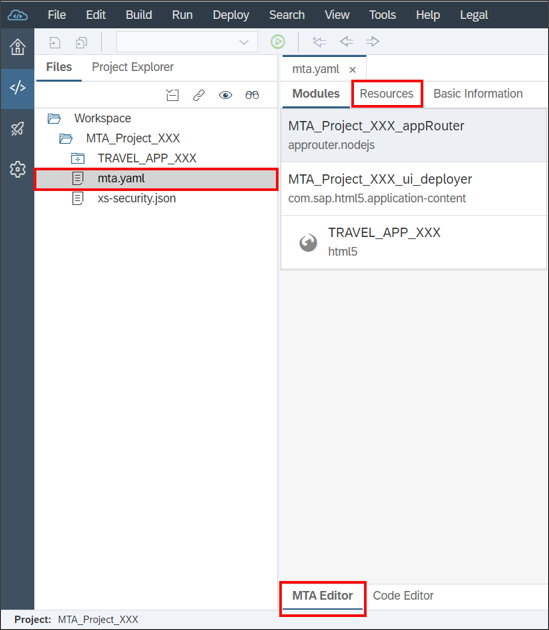 File Edit Build Run Deploy Search View Tools Help Legal
Files Project Explorer
mta.yaml ×
Modules Resources Basic Information
Workspace
MTA_Project_XXX
TRAVEL_APP_XXX
mta.yaml
xs-security.json
MTA_Project_XXX_appRouter
approuter.nodejs
MTA_Project_XXX_ui_deployer
com.sap.html5.application-content
TRAVEL_APP_XXX
html5
MTA Editor Code Editor
Project: MTA_Project_XXX